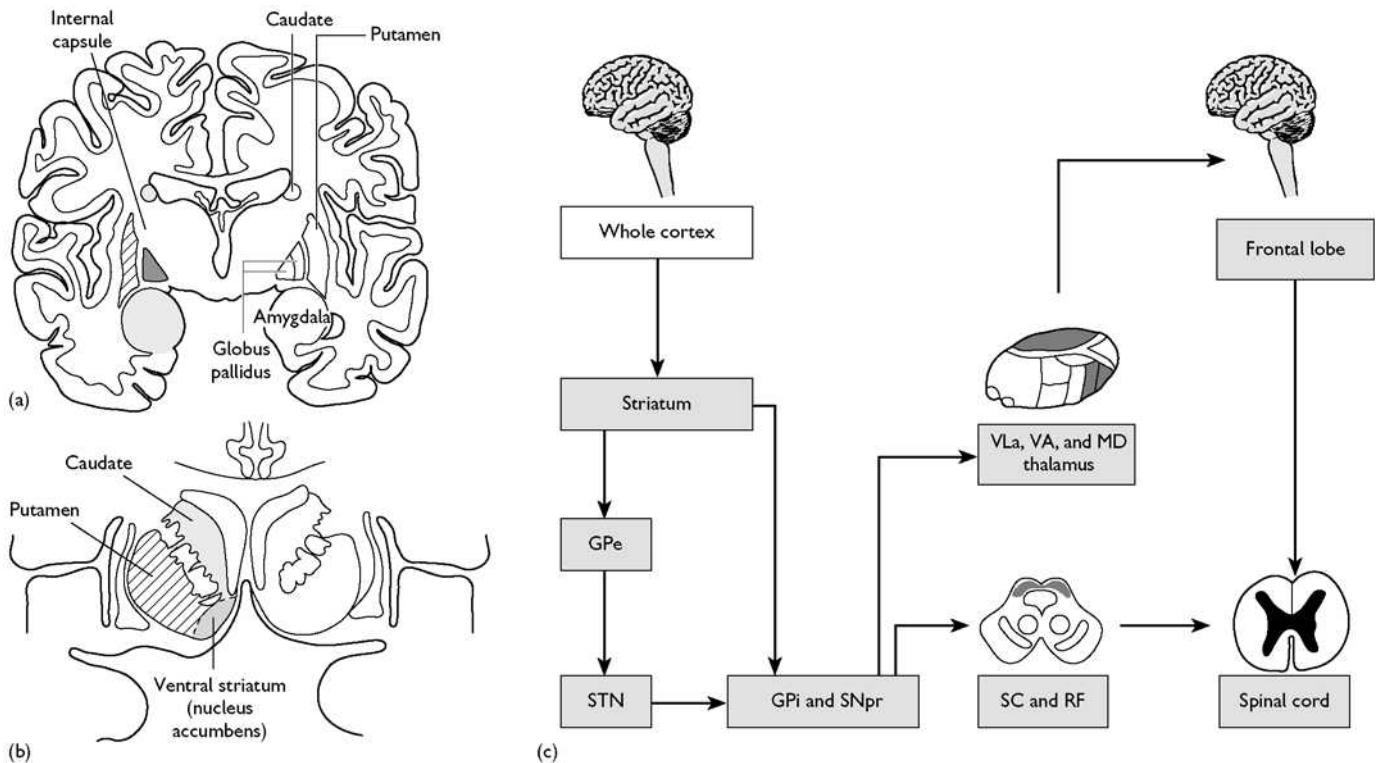 Internal
capsule
Caudate
Putamen
Amygdala
Globus
pallidus
(a)
Caudate
Putamen
Ventral striatum
(nucleus
accumbens)
(b)
Whole cortex
Striatum
GPe
STN
GPi and SNpr
VLa, VA, and MD
thalamus
SC and RF
Frontal lobe
Spinal cord
(c)